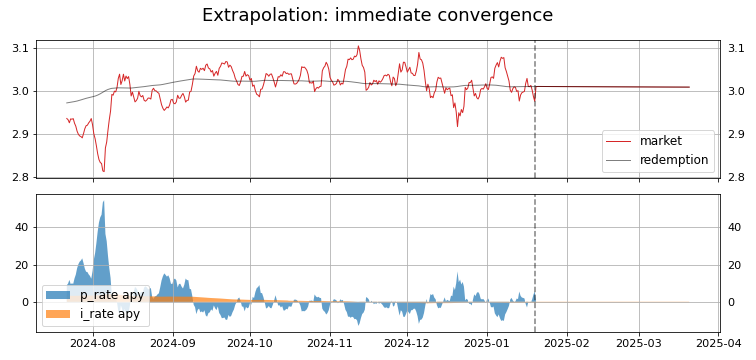 Extrapolation: immediate convergence
3.1 3.1
3.0 3.0
2.9 2.9
market
redemption
2.8 2.8
40 40
20 20
p_rate apy
0 0
i_rate apy
2024-08 2024-09 2024-10 2024-11 2024-12 2025-01 2025-02 2025-03 2025-04